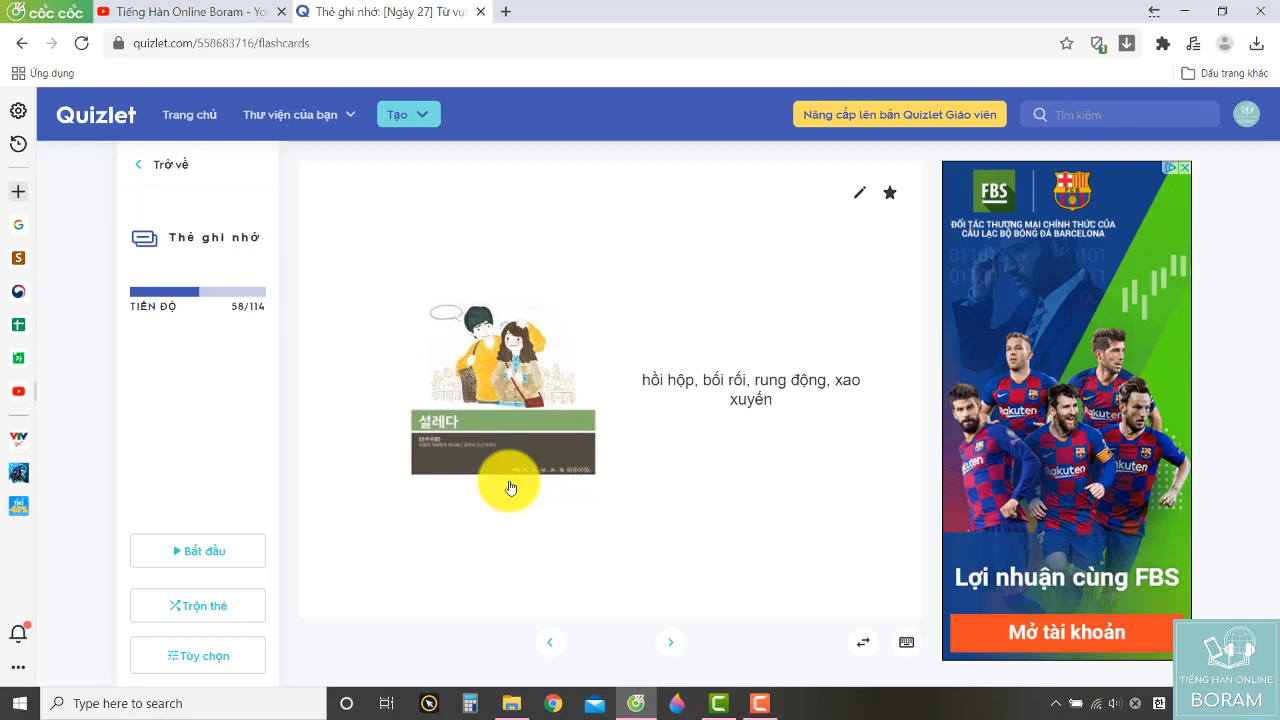 cốc cốc
Tiếng Hàn Online Boram - Yo
Thẻ ghi nhớ: [Ngày 27] Từ vự
quizlet.com/558683716/flashcards
Ứng dụng
Dấu trang khác
Quizlet
Trang chủ
Thư viện của bạn
Tạo
Nâng cấp lên bản Quizlet Giáo viên
Tìm kiếm
Trở về
Thẻ ghi nhớ
TIẾN ĐỘ
58/114
Bắt đầu
Trộn thẻ
Tùy chọn
설레다
hồi hộp, bối rối, rung động, xao
xuyến
FBS
ĐỐI TÁC THƯƠNG MẠI CHÍNH THỨC CỦA
CÂU LẠC BỘ BÓNG ĐÁ BARCELONA
Rakuten
Rakuten
Rakuten
Rakuten
Lợi nhuận cùng FBS
Mở tài khoản
TIẾNG HÀN ONLINE
BORAM
Type here to search